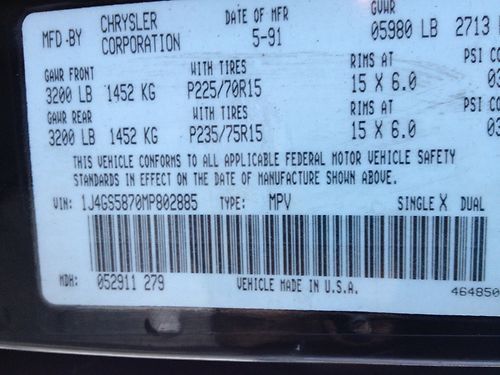 MFD·BY CHRYSLER CORPORATION DATE OF MFR 5-91 GVWR 05980 LB 2713
GAWR FRONT WITH TIRES RIMS AT PSI
3200 LB 1452 KG P225/70R15 15 X 6.0
GAWR REAR WITH TIRES RIMS AT PSI
3200 LB 1452 KG P235/75R15 15 X 6.0
THIS VEHICLE CONFORMS TO ALL APPLICABLE FEDERAL MOTOR VEHICLE SAFETY
STANDARDS IN EFFECT ON THE DATE OF MANUFACTURE SHOWN ABOVE.
VIN: 1J4GS5870MP802885 TYPE: MPV SINGLE X DUAL
MDH: 052911 279 VEHICLE MADE IN U.S.A. 464850